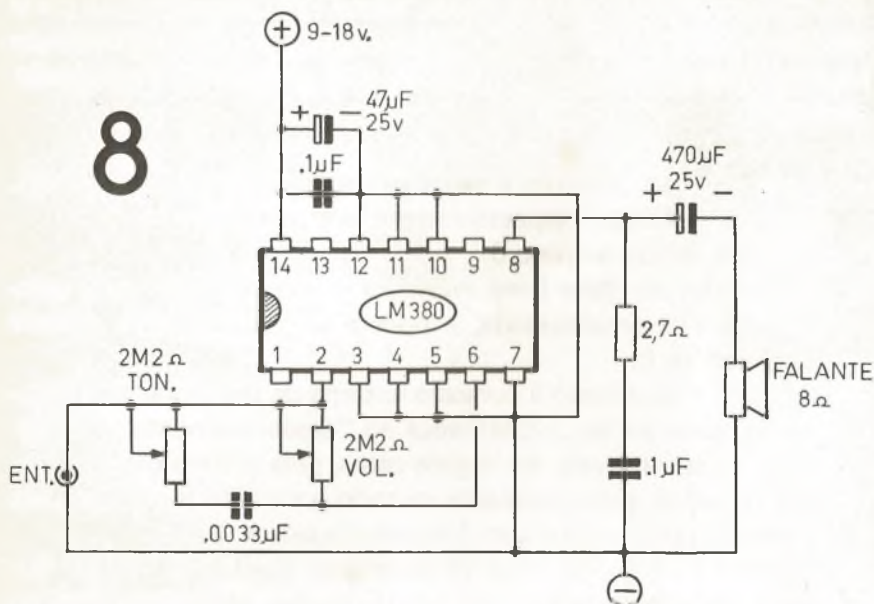 8
9-18 v.
+ - 47µF
25v
.1µF
470µF
+ 25v -
14 13 12 11 10 9 8
LM380
1 2 3 4 5 6 7
2M2Ω
TON.
2M2Ω
VOL.
2,7Ω
FALANTE
8Ω
ENT.
.0033µF
.1µF